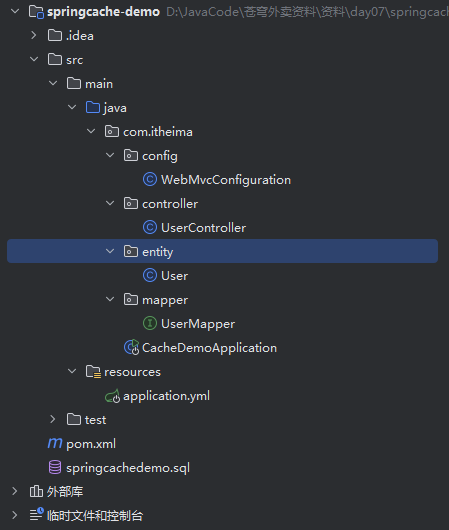 springcache-demo D:\JavaCode\苍穹外卖资料\资料\day07\springcac
.idea
src
main
java
com.itheima
config
WebMvcConfiguration
controller
UserController
entity
User
mapper
UserMapper
CacheDemoApplication
resources
application.yml
test
pom.xml
springcachedemo.sql
外部库
临时文件和控制台